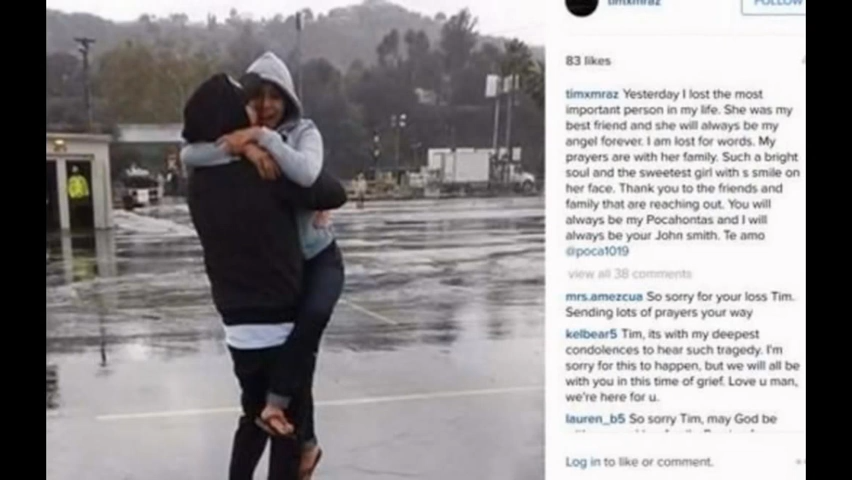 timxmraz
FOLLOW
83 likes
timxmraz Yesterday I lost the most
important person in my life. She was my
best friend and she will always be my
angel forever. I am lost for words. My
prayers are with her family. Such a bright
soul and the sweetest girl with s smile on
her face. Thank you to the friends and
family that are reaching out. You will
always be my Pocahontas and I will
always be your John smith. Te amo
@poca1019
view all 38 comments
mrs.amezcua So sorry for your loss Tim.
Sending lots of prayers your way
kelbear5 Tim, its with my deepest
condolences to hear such tragedy. I'm
sorry for this to happen, but we will all be
with you in this time of grief. Love u man,
we're here for u.
lauren_b5 So sorry Tim, may God be
Log in to like or comment.